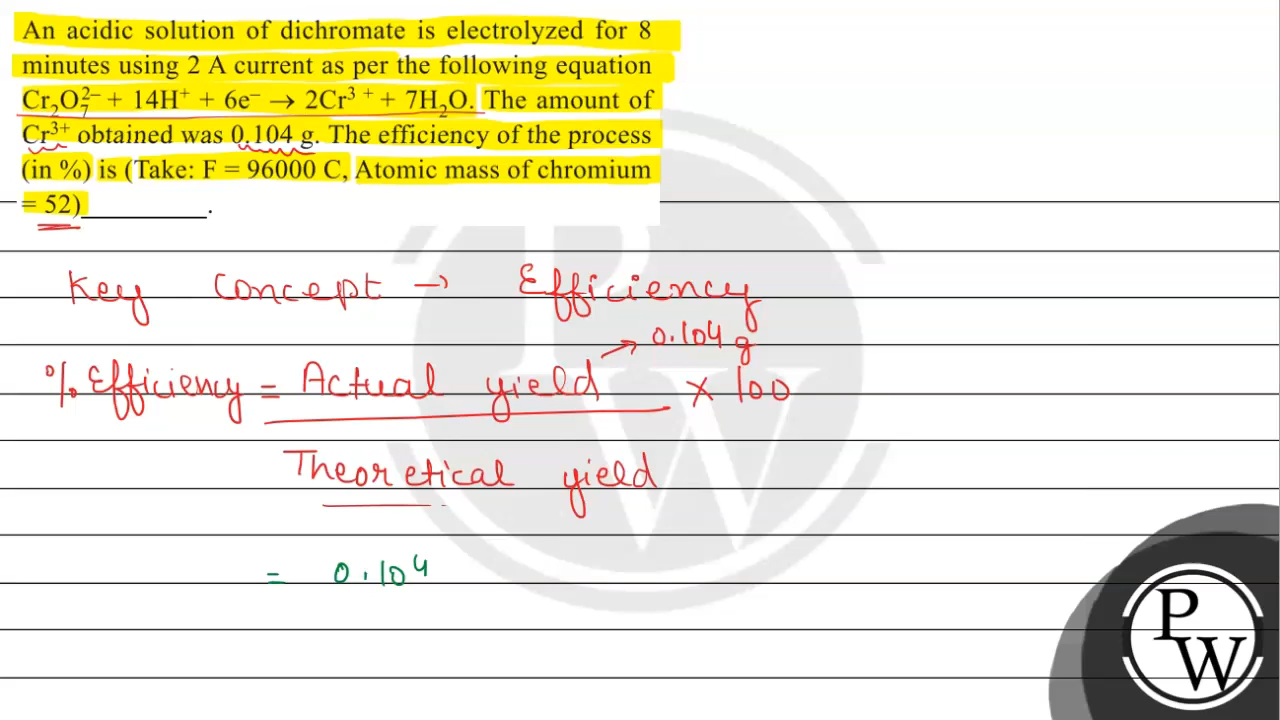 An acidic solution of dichromate is electrolyzed for 8
minutes using 2 A current as per the following equation
Cr₂O₇²⁻ + 14H⁺ + 6e⁻ → 2Cr³⁺ + 7H₂O. The amount of
Cr³⁺ obtained was 0.104 g. The efficiency of the process
(in %) is (Take: F = 96000 C, Atomic mass of chromium
= 52)__________.
Key Concept → Efficiency
0.104 g
% Efficiency = Actual yield × 100
Theoretical yield
= 0.104
P
W